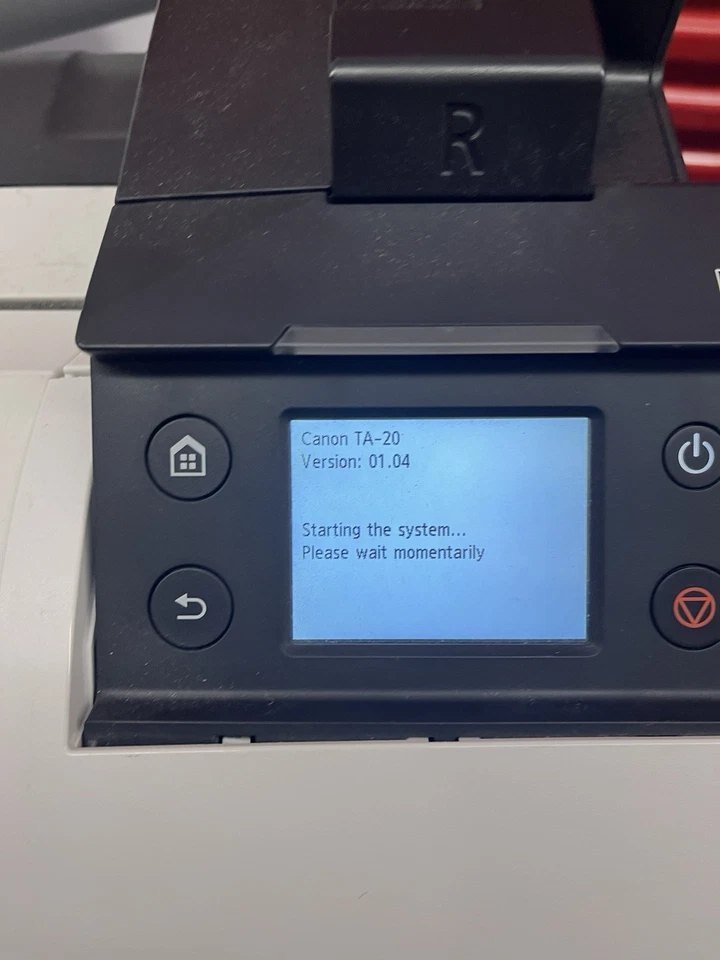 R
Canon TA-20
Version: 01.04
Starting the system...
Please wait momentarily